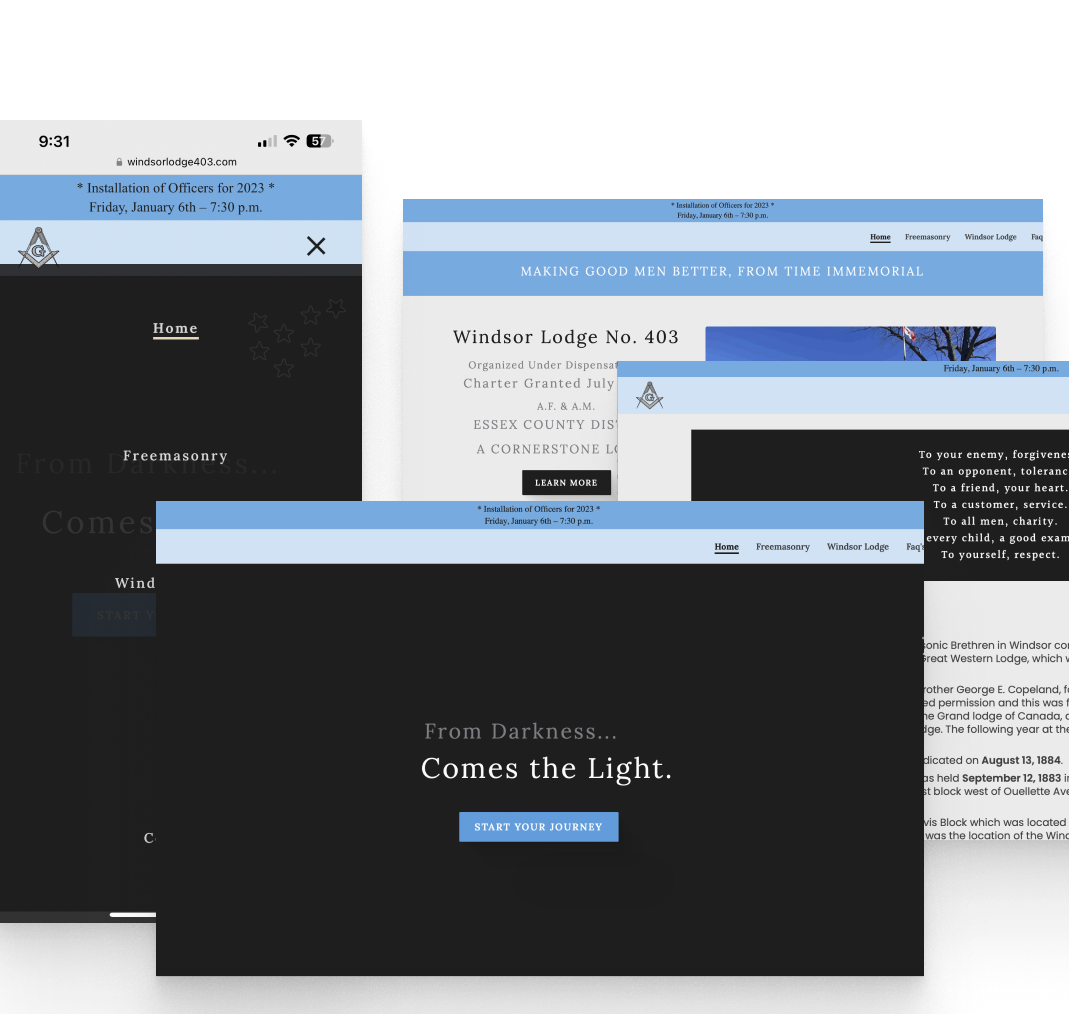 9:31
57
windsorlodge403.com
* Installation of Officers for 2023 *
Friday, January 6th – 7:30 p.m.
G
Home
Freemasonry
From Darkness...
Comes
Wind
START Y
C
* Installation of Officers for 2023 *
Friday, January 6th – 7:30 p.m.
Home Freemasonry Windsor Lodge Faq
MAKING GOOD MEN BETTER, FROM TIME IMMEMORIAL
Windsor Lodge No. 403
Organized Under Dispensat
Charter Granted July
A.F. & A.M.
ESSEX COUNTY DIS
A CORNERSTONE LO
LEARN MORE
Friday, January 6th – 7:30 p.m.
G
To your enemy, forgivenes
To an opponent, toleranc
To a friend, your heart.
To a customer, service.
To all men, charity.
every child, a good exam
To yourself, respect.
sonic Brethren in Windsor con
Great Western Lodge, which w
rother George E. Copeland, fo
ed permission and this was f
he Grand lodge of Canada, a
dge. The following year at the
dicated on August 13, 1884.
as held September 12, 1883 in
st block west of Ouellette Ave
vis Block which was located
was the location of the Wind
* Installation of Officers for 2023 *
Friday, January 6th – 7:30 p.m.
Home Freemasonry Windsor Lodge Faq's
From Darkness...
Comes the Light.
START YOUR JOURNEY